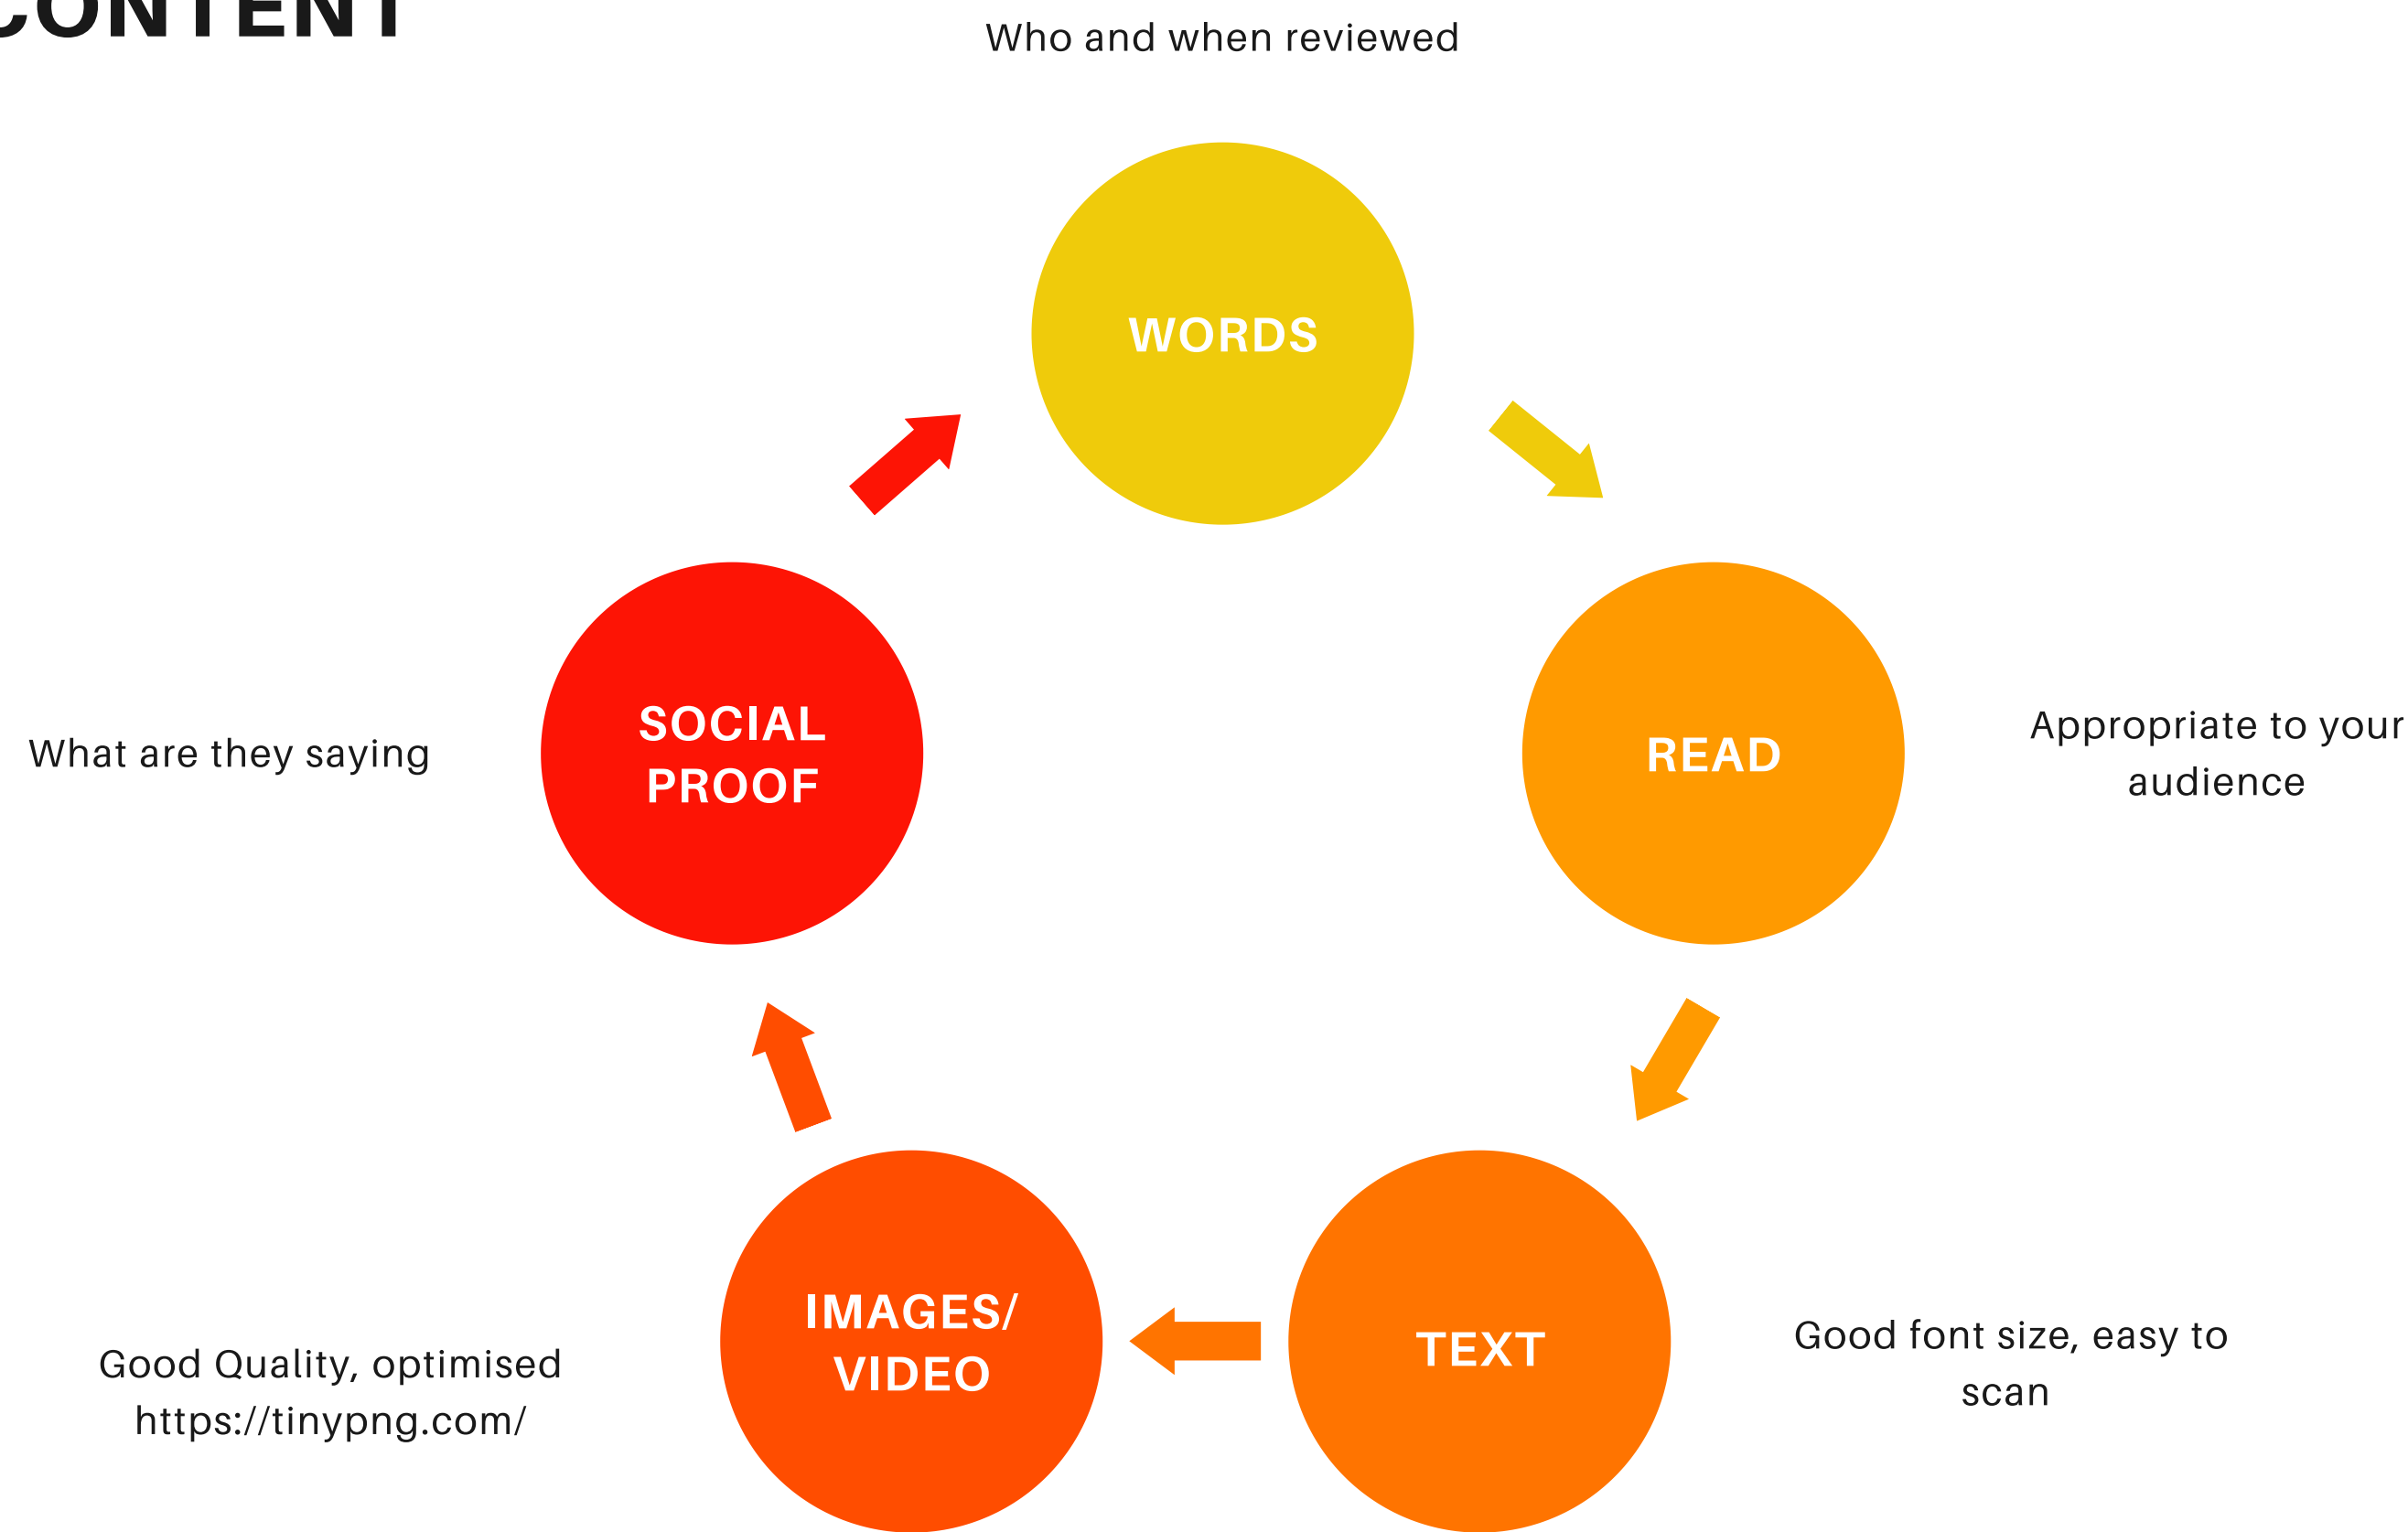 CONTENT
Who and when reviewed
WORDS
SOCIAL
PROOF
What are they saying
READ
Appropriate to your
audience
IMAGES/
VIDEO
Good Quality, optimised
https://tinypng.com/
TEXT
Good font size, easy to
scan